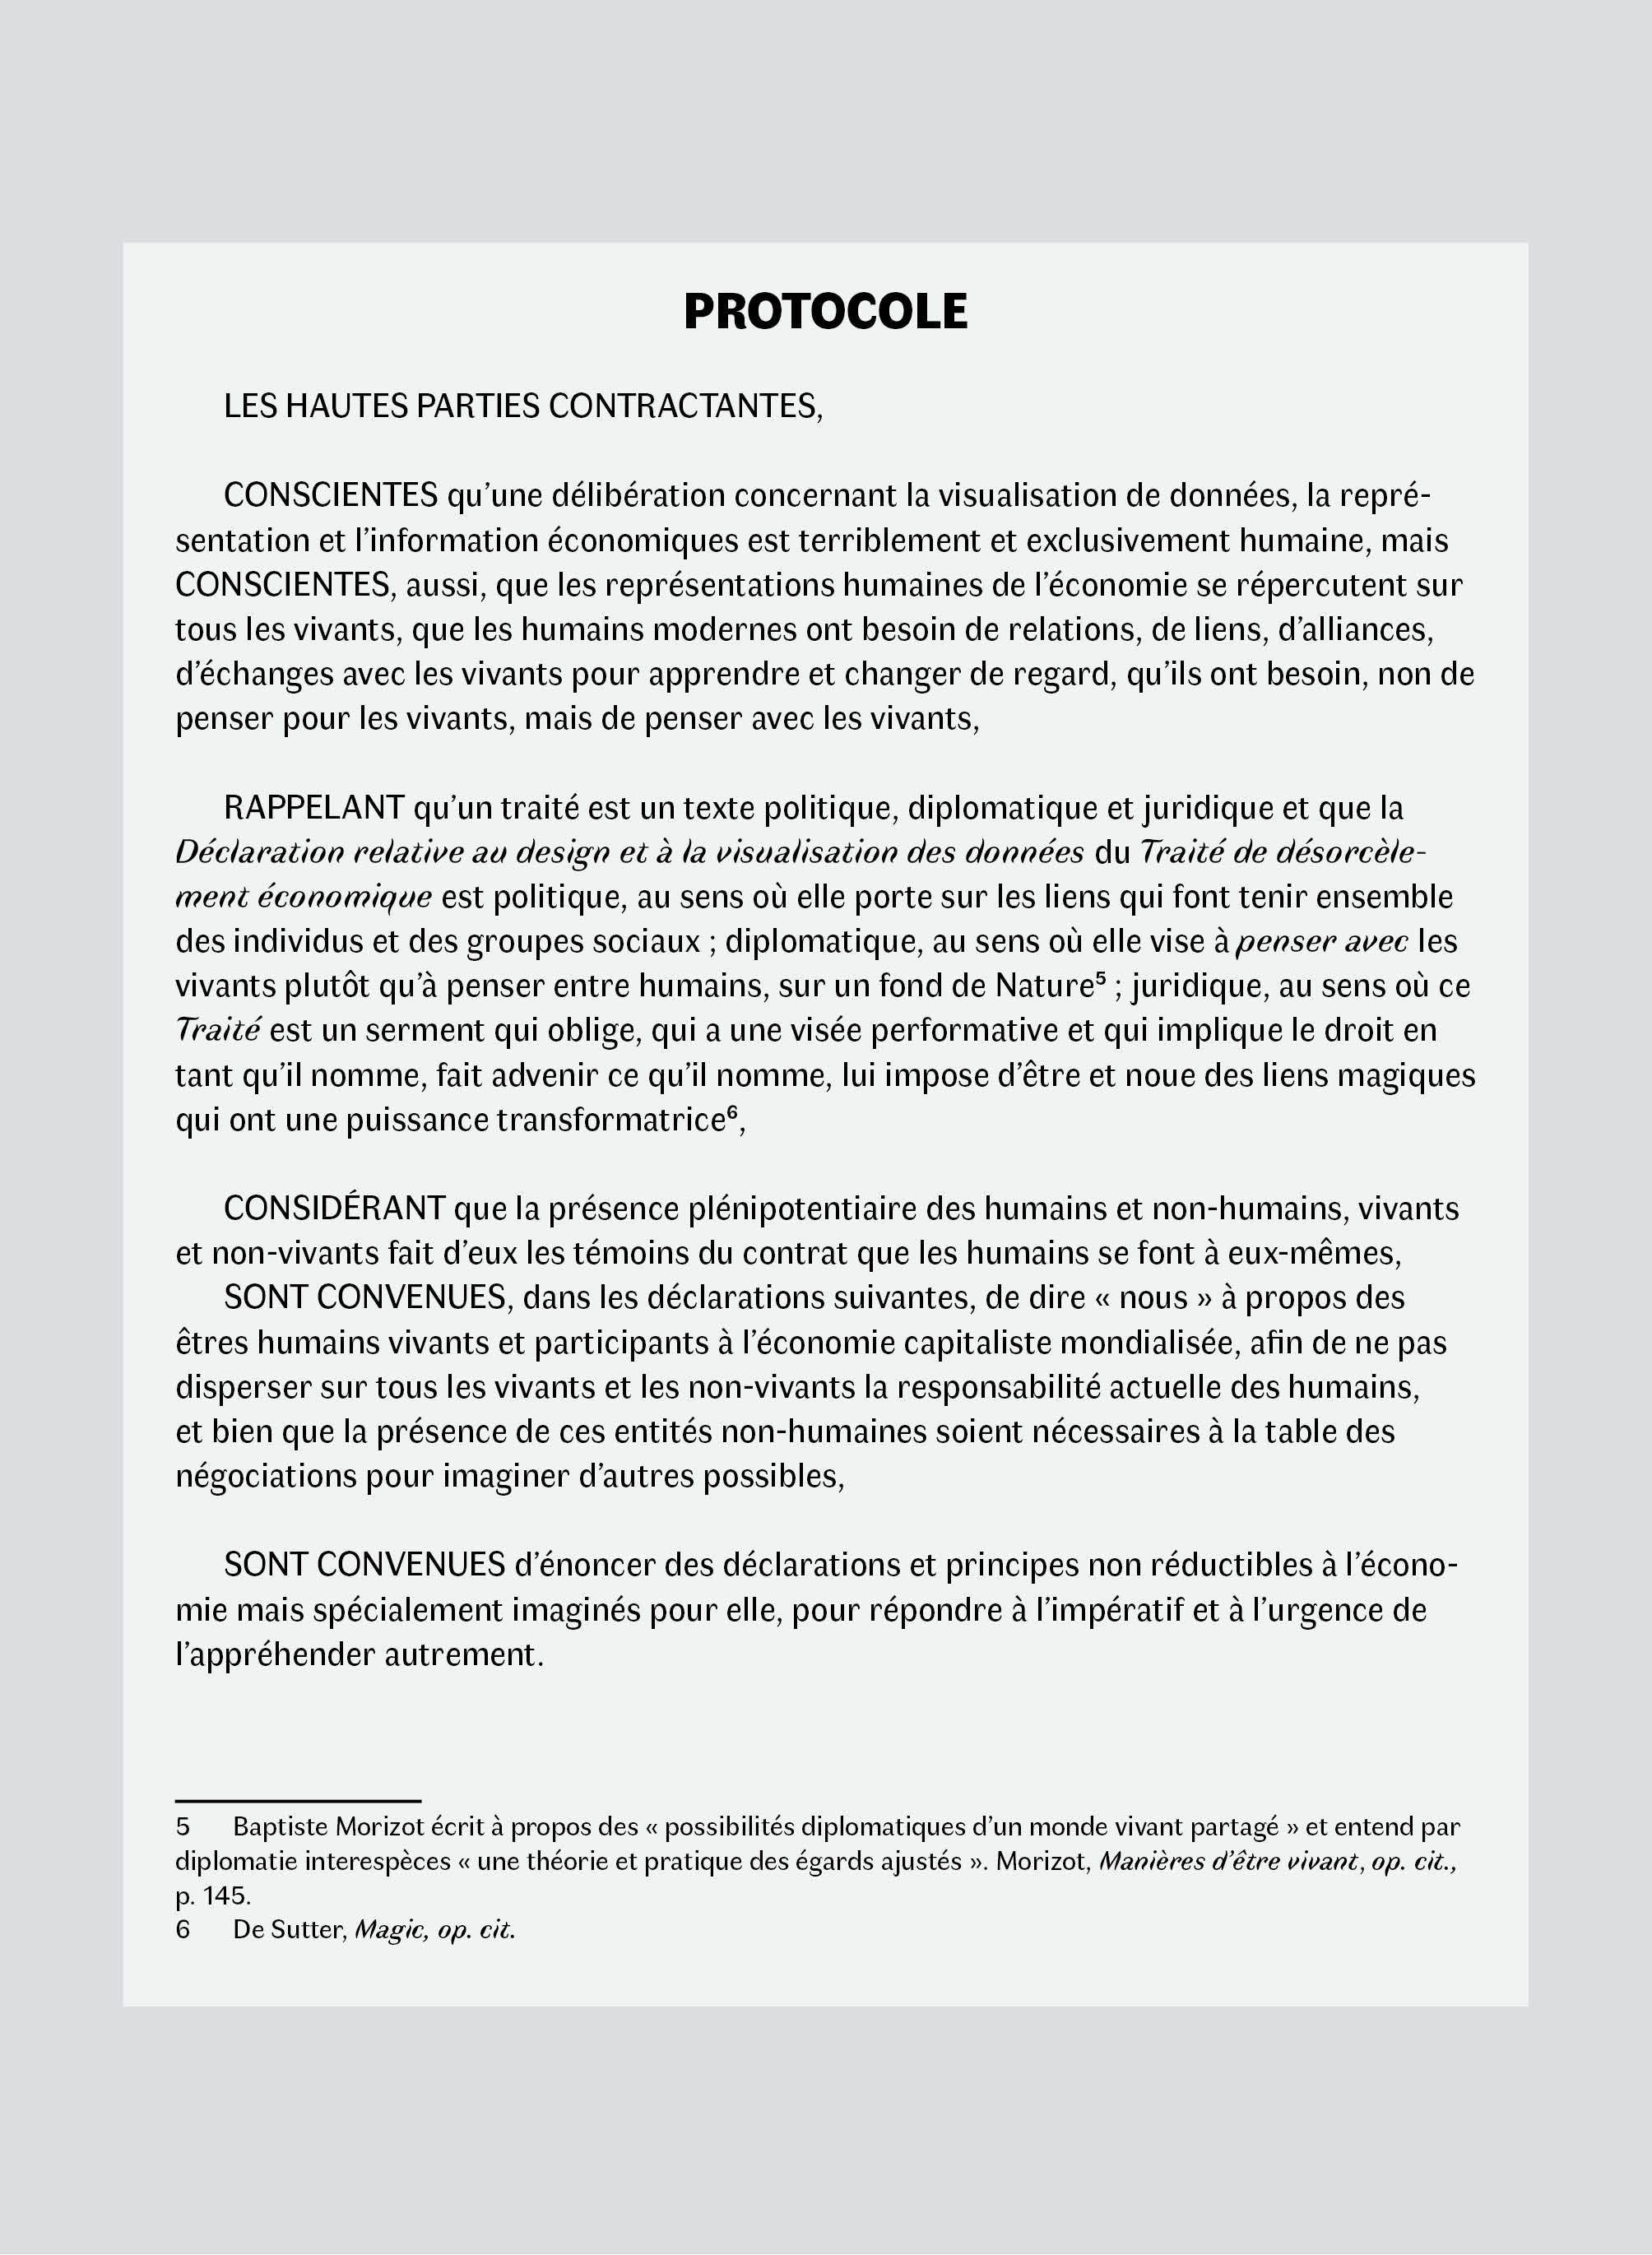 PROTOCOLE
LES HAUTES PARTIES CONTRACTANTES,
CONSCIENTES qu’une délibération concernant la visualisation de données, la repré-
sentation et l’information économiques est terriblement et exclusivement humaine, mais
CONSCIENTES, aussi, que les représentations humaines de l’économie se répercutent sur
tous les vivants, que les humains modernes ont besoin de relations, de liens, d’alliances,
d’échanges avec les vivants pour apprendre et changer de regard, qu’ils ont besoin, non de
penser pour les vivants, mais de penser avec les vivants,
RAPPELANT qu’un traité est un texte politique, diplomatique et juridique et que la
Déclaration relative au design et à la visualisation des données du Traité de désorcèle-
ment économique est politique, au sens où elle porte sur les liens qui font tenir ensemble
des individus et des groupes sociaux ; diplomatique, au sens où elle vise à penser avec les
vivants plutôt qu’à penser entre humains, sur un fond de Nature⁵ ; juridique, au sens où ce
Traité est un serment qui oblige, qui a une visée performative et qui implique le droit en
tant qu’il nomme, fait advenir ce qu’il nomme, lui impose d’être et noue des liens magiques
qui ont une puissance transformatrice⁶,
CONSIDÉRANT que la présence plénipotentiaire des humains et non-humains, vivants
et non-vivants fait d’eux les témoins du contrat que les humains se font à eux-mêmes,
SONT CONVENUES, dans les déclarations suivantes, de dire « nous » à propos des
êtres humains vivants et participants à l’économie capitaliste mondialisée, afin de ne pas
disperser sur tous les vivants et les non-vivants la responsabilité actuelle des humains,
et bien que la présence de ces entités non-humaines soient nécessaires à la table des
négociations pour imaginer d’autres possibles,
SONT CONVENUES d’énoncer des déclarations et principes non réductibles à l’écono-
mie mais spécialement imaginés pour elle, pour répondre à l’impératif et à l’urgence de
l’appréhender autrement.
5 Baptiste Morizot écrit à propos des « possibilités diplomatiques d’un monde vivant partagé » et entend par
diplomatie interespèces « une théorie et pratique des égards ajustés ». Morizot, Manières d’être vivant, op. cit.,
p. 145.
6 De Sutter, Magic, op. cit.